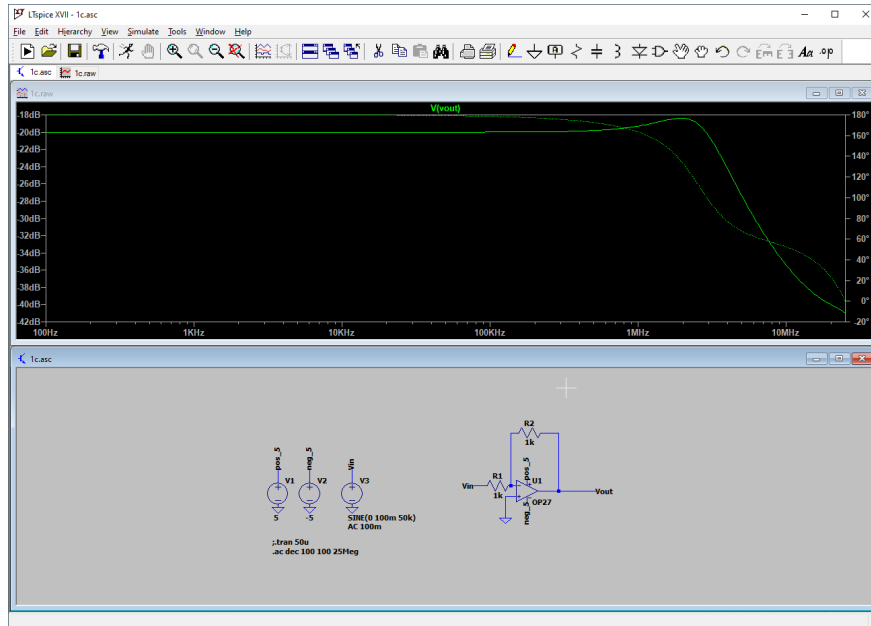 LTspice XVII - 1c.asc
File Edit Hierarchy View Simulate Tools Window Help
Aa .op
1c.asc 1c.raw
1c.raw
V(vout)
-18dB 180°
-20dB 160°
-22dB 140°
-24dB 120°
-26dB 100°
-28dB 80°
-30dB 60°
-32dB 40°
-34dB 20°
-36dB 0°
-38dB -20°
-40dB
-42dB
100Hz 1KHz 10KHz 100KHz 1MHz 10MHz
1c.asc
R2
1k
pos_5 neg_5 Vin pos_5
V1 V2 V3 Vin R1 U1
1k Vout
OP27
neg_5
5 -5 SINE(0 100m 50k)
AC 100m
;.tran 50u
.ac dec 100 100 25Meg